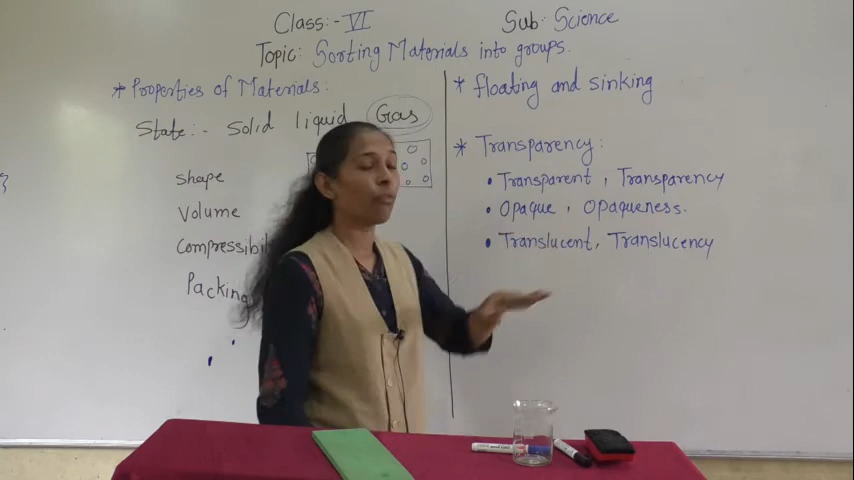 Class:- VI Sub: Science
Topic: Sorting Materials into groups.
* Properties of Materials:
State:- Solid liquid Gas
Shape
Volume
Packing
* floating and sinking
* Transparency:
• Transparent, Transparency
• Opaque, Opaqueness.
• Translucent, Translucency